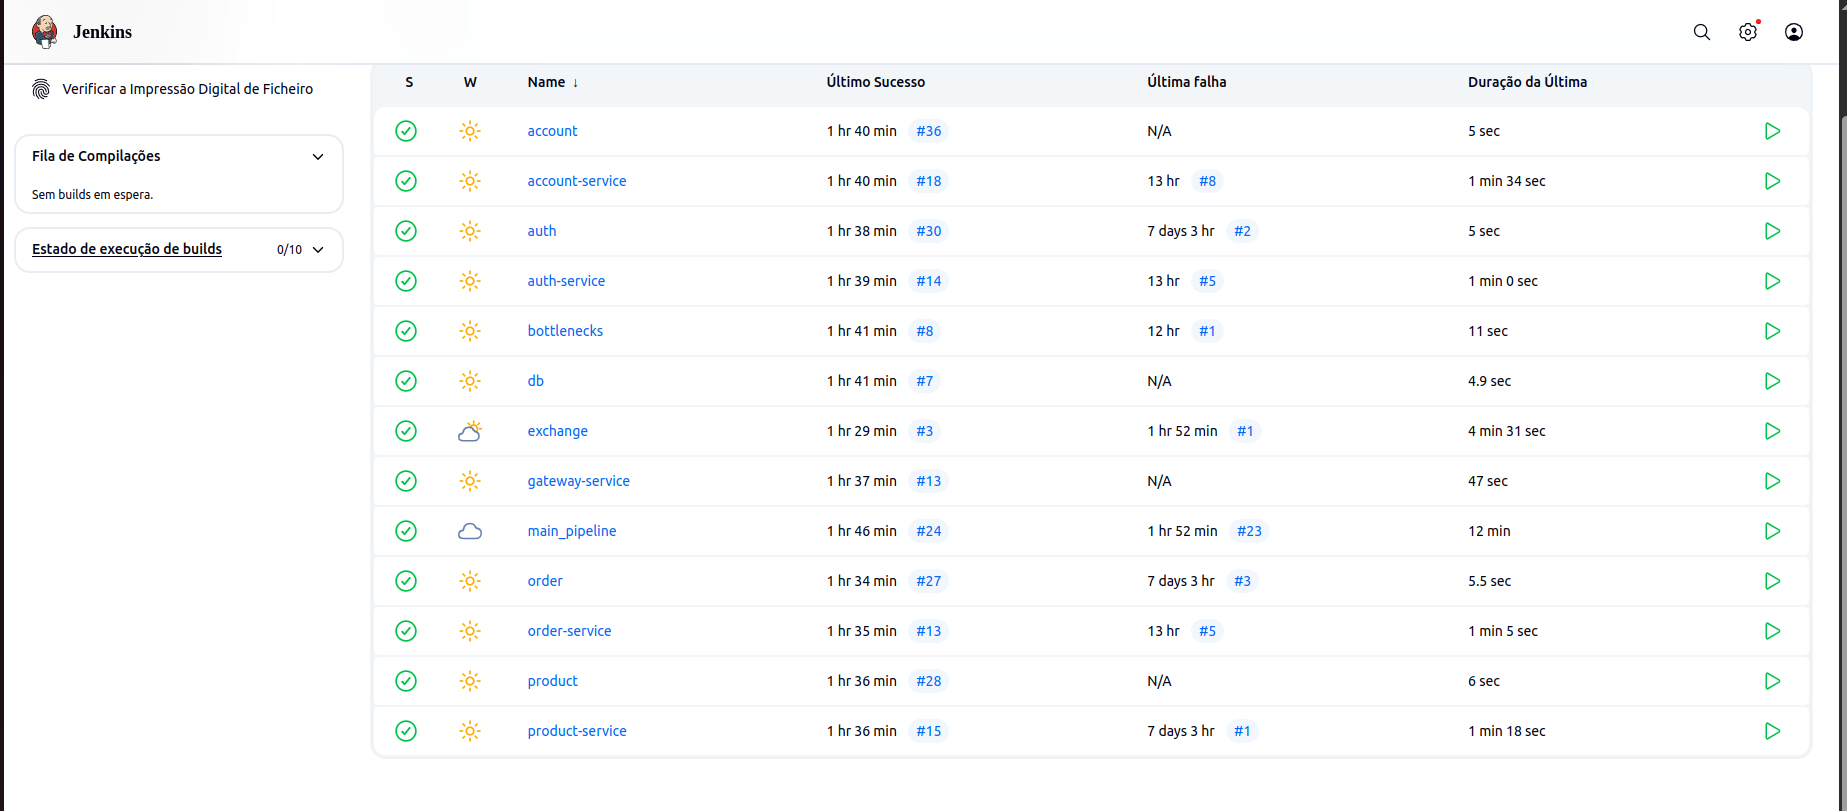 Jenkins
Verificar a Impressão Digital de Ficheiro
Fila de Compilações
Sem builds em espera.
Estado de execução de builds 0/10
S W Name ↓ Último Sucesso Última falha Duração da Última
account 1 hr 40 min #36 N/A 5 sec
account-service 1 hr 40 min #18 13 hr #8 1 min 34 sec
auth 1 hr 38 min #30 7 days 3 hr #2 5 sec
auth-service 1 hr 39 min #14 13 hr #5 1 min 0 sec
bottlenecks 1 hr 41 min #8 12 hr #1 11 sec
db 1 hr 41 min #7 N/A 4.9 sec
exchange 1 hr 29 min #3 1 hr 52 min #1 4 min 31 sec
gateway-service 1 hr 37 min #13 N/A 47 sec
main_pipeline 1 hr 46 min #24 1 hr 52 min #23 12 min
order 1 hr 34 min #27 7 days 3 hr #3 5.5 sec
order-service 1 hr 35 min #13 13 hr #5 1 min 5 sec
product 1 hr 36 min #28 N/A 6 sec
product-service 1 hr 36 min #15 7 days 3 hr #1 1 min 18 sec